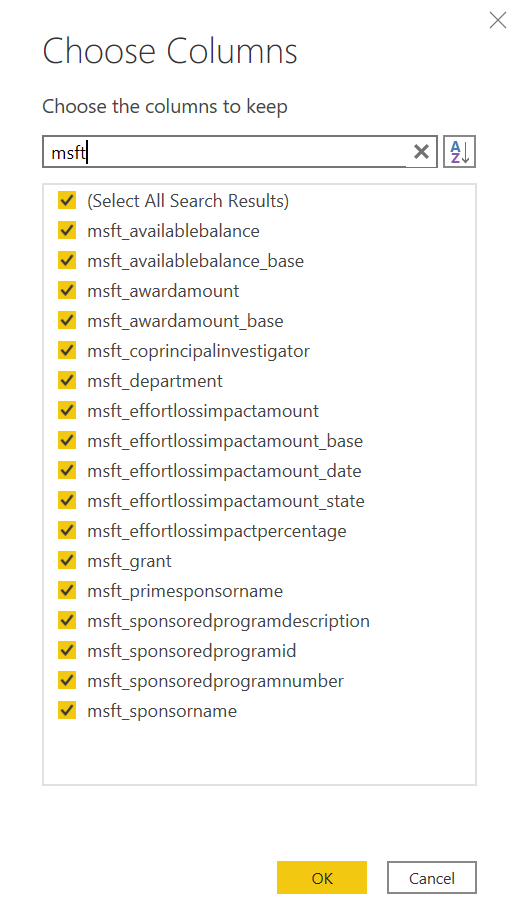 Choose Columns
Choose the columns to keep
msft
AZ
(Select All Search Results)
msft_availablebalance
msft_availablebalance_base
msft_awardamount
msft_awardamount_base
msft_coprincipalinvestigator
msft_department
msft_effortlossimpactamount
msft_effortlossimpactamount_base
msft_effortlossimpactamount_date
msft_effortlossimpactamount_state
msft_effortlossimpactpercentage
msft_grant
msft_primesponsorname
msft_sponsoredprogramdescription
msft_sponsoredprogramid
msft_sponsoredprogramnumber
msft_sponsorname
OK Cancel